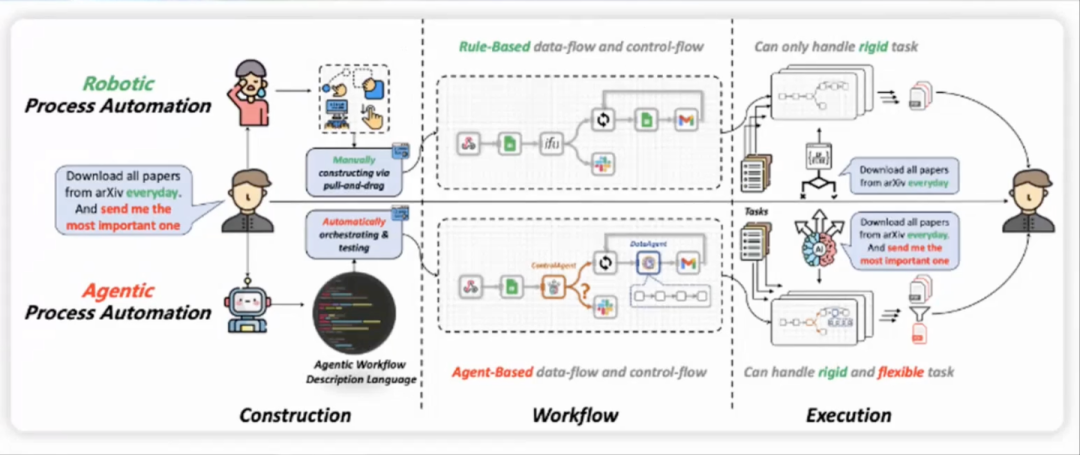 Robotic
Process Automation
Download all papers
from arXiv everyday.
And send me the
most important one
Agentic
Process Automation
Manually
constructing via
pull-and-drag
Automatically
orchestrating &
testing
Agentic Workflow
Description Language
Construction
Rule-Based data-flow and control-flow
ControlAgent
DataAgent
?
Agent-Based data-flow and control-flow
Workflow
Can only handle rigid task
Download all papers
from arXiv everyday
Tasks
AI
Download all papers
from arXiv everyday.
And send me the
most important one
Can handle rigid and flexible task
Execution